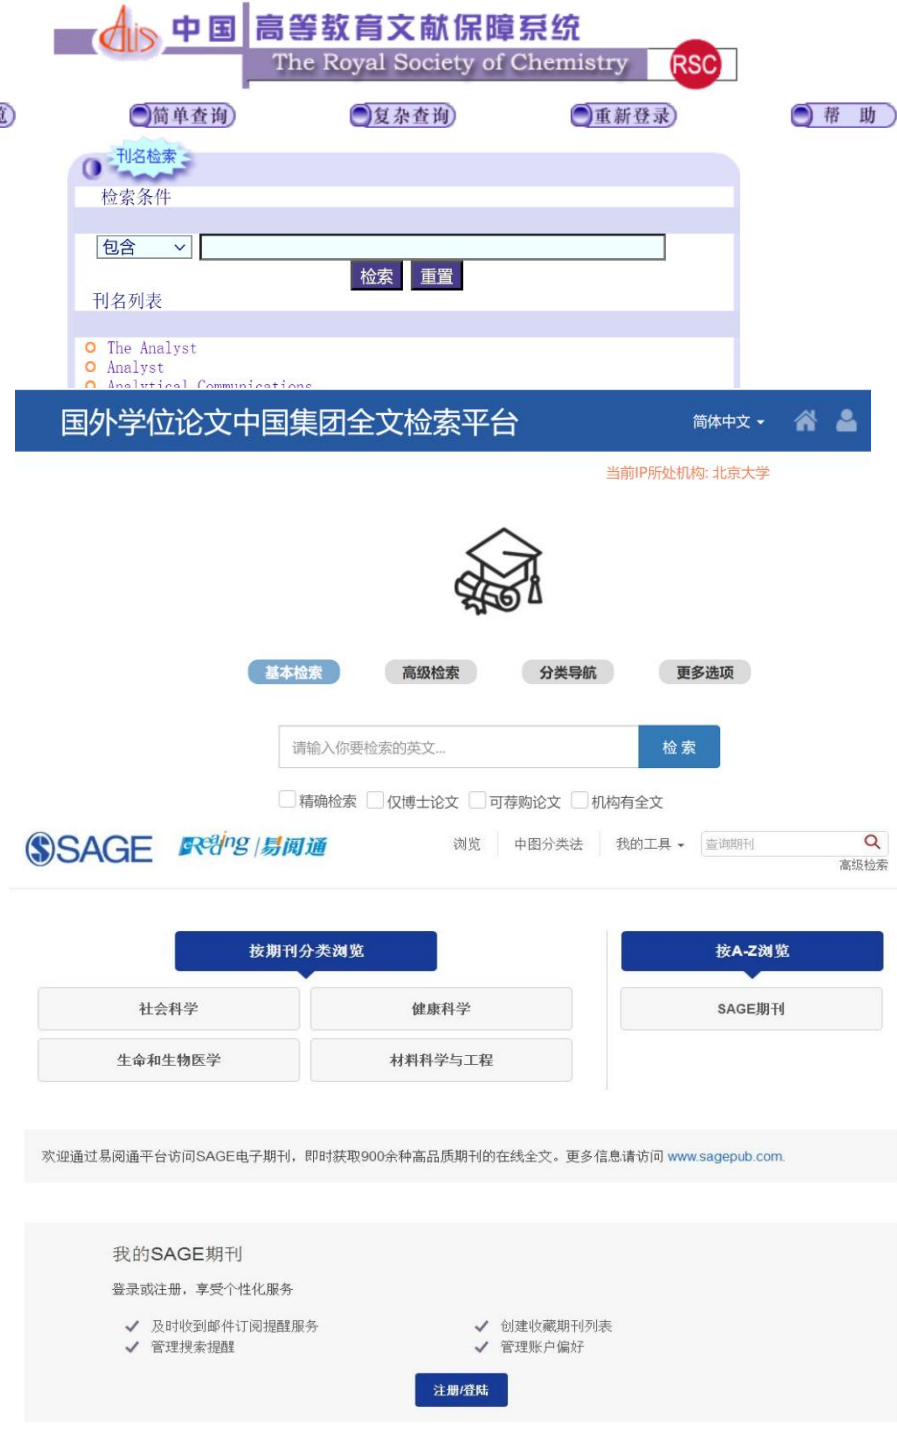 Calis 中国高等教育文献保障系统
The Royal Society of Chemistry RSC
简单查询 复杂查询 重新登录 帮 助
刊名检索
检索条件
包含
检索 重置
刊名列表
The Analyst
Analyst
Analytical Communications
国外学位论文中国集团全文检索平台 简体中文
当前IP所处机构: 北京大学
基本检索 高级检索 分类导航 更多选项
请输入你要检索的英文... 检 索
精确检索 仅博士论文 可荐购论文 机构有全文
SAGE 易阅通 浏览 中图分类法 我的工具 查询期刊
高级检索
按期刊分类浏览 按A-Z浏览
社会科学 健康科学 SAGE期刊
生命和生物医学 材料科学与工程
欢迎通过易阅通平台访问SAGE电子期刊，即时获取900余种高品质期刊的在线全文。更多信息请访问 www.sagepub.com.
我的SAGE期刊
登录或注册，享受个性化服务
及时收到邮件订阅提醒服务 创建收藏期刊列表
管理搜索提醒 管理账户偏好
注册/登陆